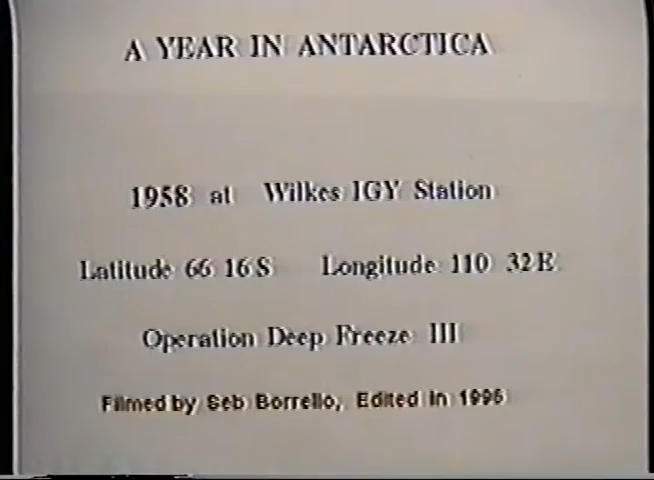 A YEAR IN ANTARCTICA
1958 at Wilkes IGY Station
Latitude 66 16 S Longitude 110 32 E
Operation Deep Freeze III
Filmed by Seb Borrello, Edited in 1996